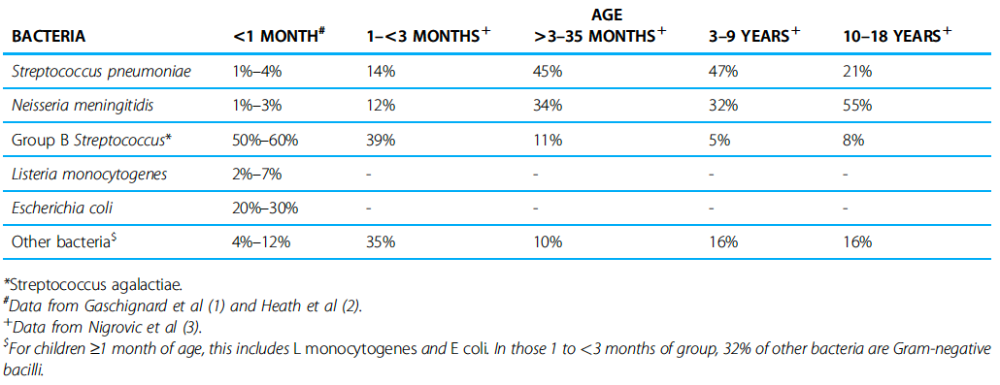 AGE
BACTERIA <1 MONTH# 1–<3 MONTHS+ >3–35 MONTHS+ 3–9 YEARS+ 10–18 YEARS+
Streptococcus pneumoniae 1%–4% 14% 45% 47% 21%
Neisseria meningitidis 1%–3% 12% 34% 32% 55%
Group B Streptococcus* 50%–60% 39% 11% 5% 8%
Listeria monocytogenes 2%–7% - - - -
Escherichia coli 20%–30% - - - -
Other bacteria$ 4%–12% 35% 10% 16% 16%
*Streptococcus agalactiae.
#Data from Gaschignard et al (1) and Heath et al (2).
+Data from Nigrovic et al (3).
$For children ≥1 month of age, this includes L monocytogenes and E coli. In those 1 to <3 months of group, 32% of other bacteria are Gram-negative
bacilli.